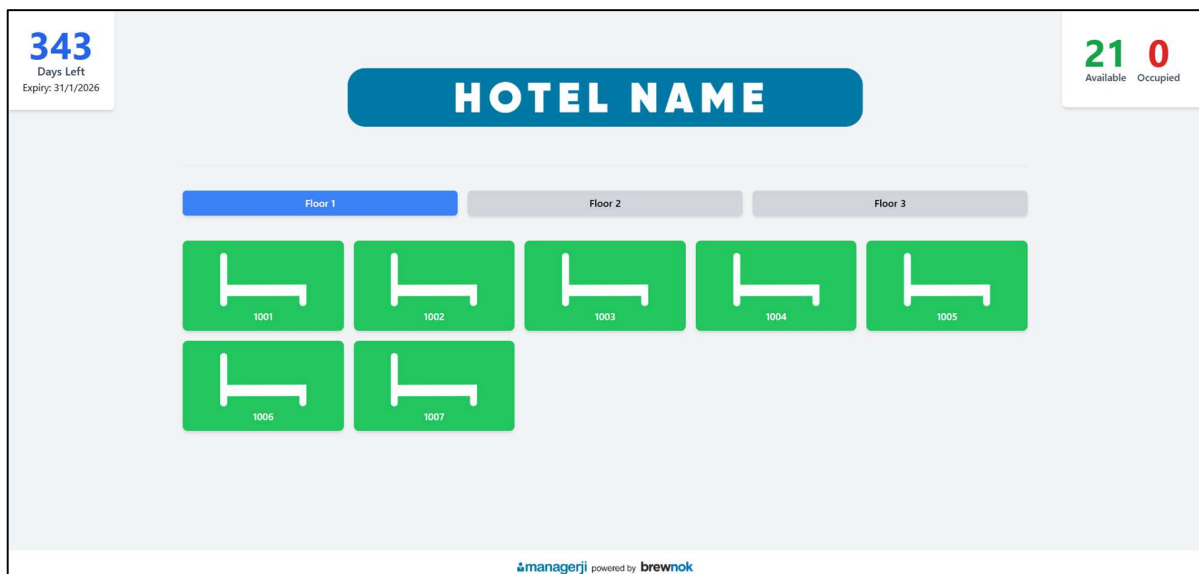 343
Days Left
Expiry: 31/1/2026
21 0
Available Occupied
HOTEL NAME
Floor 1 Floor 2 Floor 3
1001 1002 1003 1004 1005
1006 1007
managerji powered by brewnok